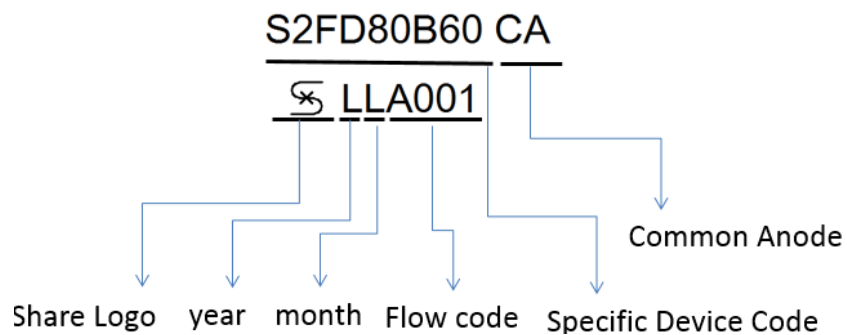 S2FD80B60 CA
LLA001
Common Anode
Share Logo year month Flow code Specific Device Code